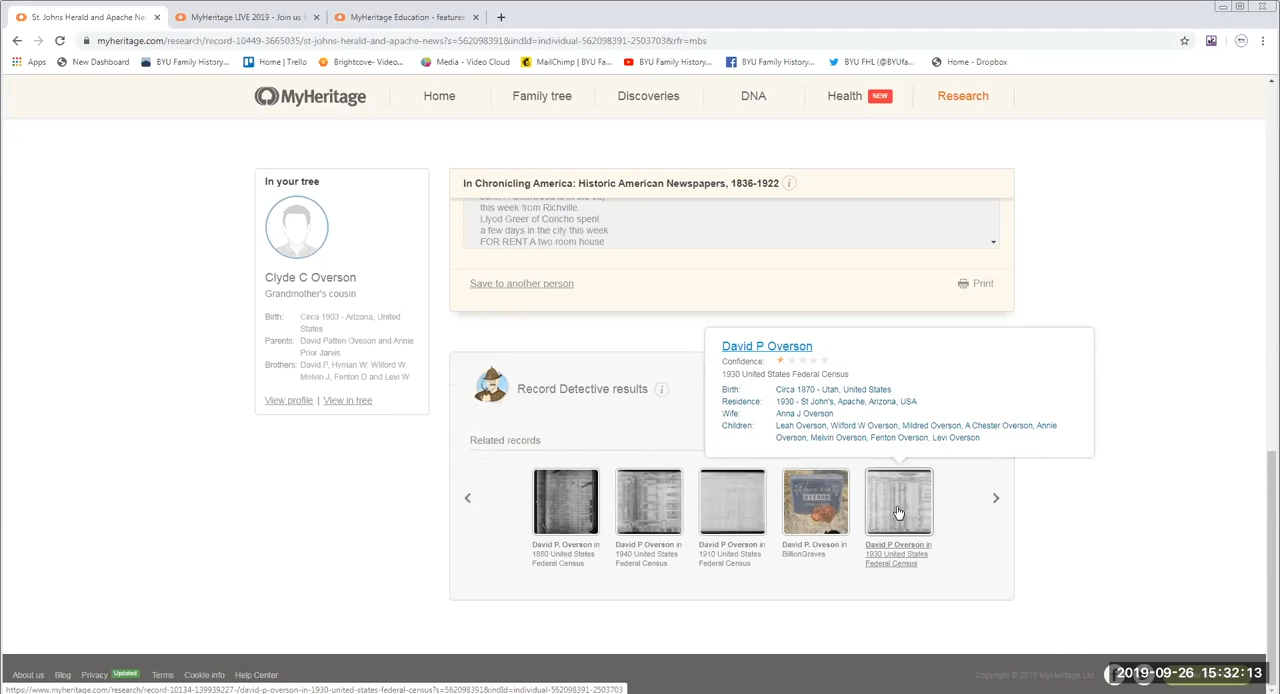 St. Johns Herald and Apache Ne
MyHeritage LIVE 2019 - Join us
MyHeritage Education - features
myheritage.com/research/record-10449-3665035/st-johns-herald-and-apache-news?s=562098391&indId=individual-562098391-2503703&rfr=mbs
Apps New Dashboard BYU Family History... Home | Trello Brightcove- Video... Media - Video Cloud MailChimp | BYU Fa... BYU Family History... BYU Family History... BYU FHL (@BYUfa... Home - Dropbox
MyHeritage Home Family tree Discoveries DNA Health NEW Research
In your tree
Clyde C Overson
Grandmother's cousin
Birth: Circa 1903 - Arizona, United
States
Parents: David Patten Oveson and Annie
Prior Jarvis
Brothers: David P, Hyman W, Wilford W,
Melvin J, Fenton D and Levi W
View profile | View in tree
In Chronicling America: Historic American Newspapers, 1836-1922
this week from Richville
Llyod Greer of Concho spent
a few days in the city this week
FOR RENT A two room house
Save to another person
Print
David P Overson
Confidence:
1930 United States Federal Census
Birth: Circa 1870 - Utah, United States
Residence: 1930 - St John's, Apache, Arizona, USA
Wife: Anna J Overson
Children: Leah Overson, Wilford W Overson, Mildred Overson, A Chester Overson, Annie
Overson, Melvin Overson, Fenton Overson, Levi Overson
Record Detective results
Related records
OVESON
David P. Overson in
1880 United States
Federal Census
David P Overson in
1940 United States
Federal Census
David P Overson in
1910 United States
Federal Census
David P. Oveson in
BillionGraves
David P Overson in
1930 United States
Federal Census
About us Blog Privacy Updated Terms Cookie info Help Center
Copyright © 2019 MyHeritage Ltd
2019-09-26 15:32:13
https://www.myheritage.com/research/record-10134-139939227-/david-p-overson-in-1930-united-states-federal-census?s=562098391&indId=individual-562098391-2503703